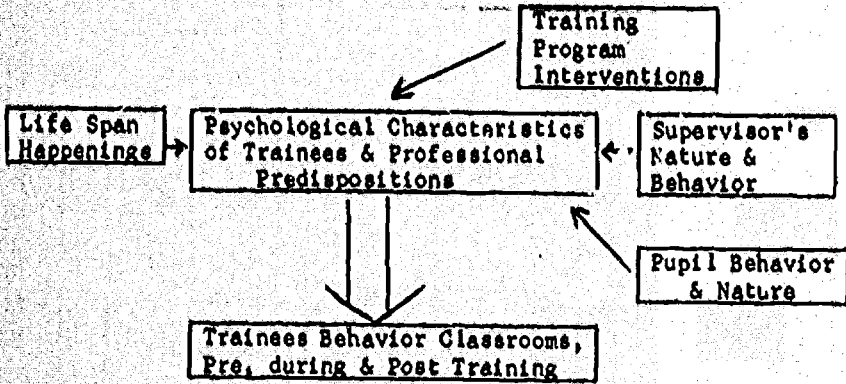 Training
Program
Interventions
Life Span
Happenings
Psychological Characteristics
of Trainees & Professional
Predispositions
Supervisor's
Nature &
Behavior
Pupil Behavior
& Nature
Trainees Behavior Classrooms,
Pre, during & Post Training